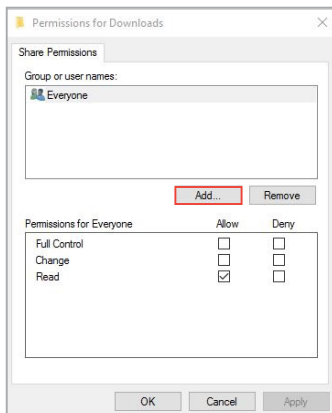 Permissions for Downloads
Share Permissions
Group or user names:
Everyone
Add... Remove
Permissions for Everyone Allow Deny
Full Control
Change
Read
OK Cancel Apply